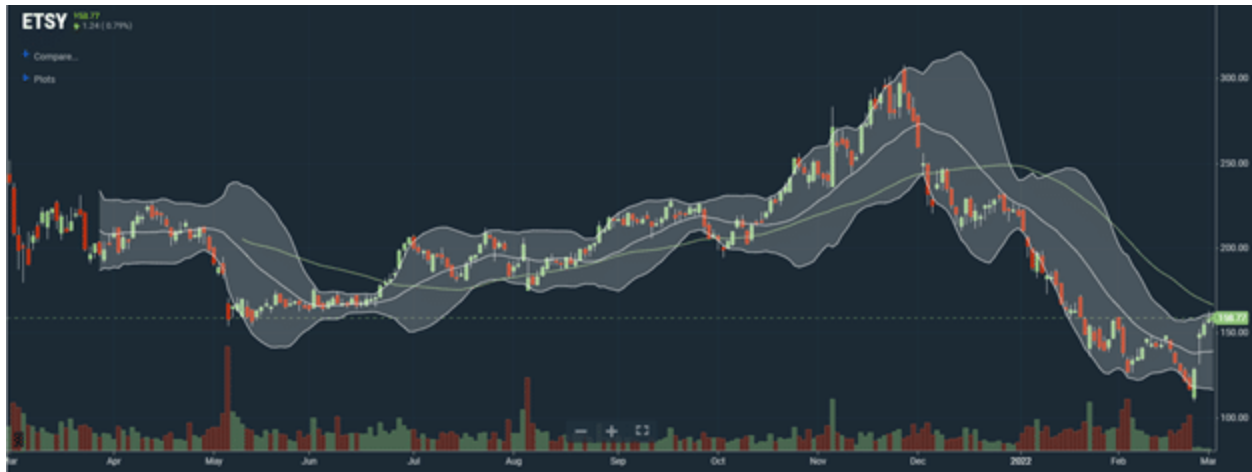 ETSY 158.77
1.24 ( 0.79%)
Compare...
Plots
300.00
250.00
200.00
158.77
150.00
100.00
Apr May Jun Jul Aug Sep Oct Nov Dec 2022 Feb Mar